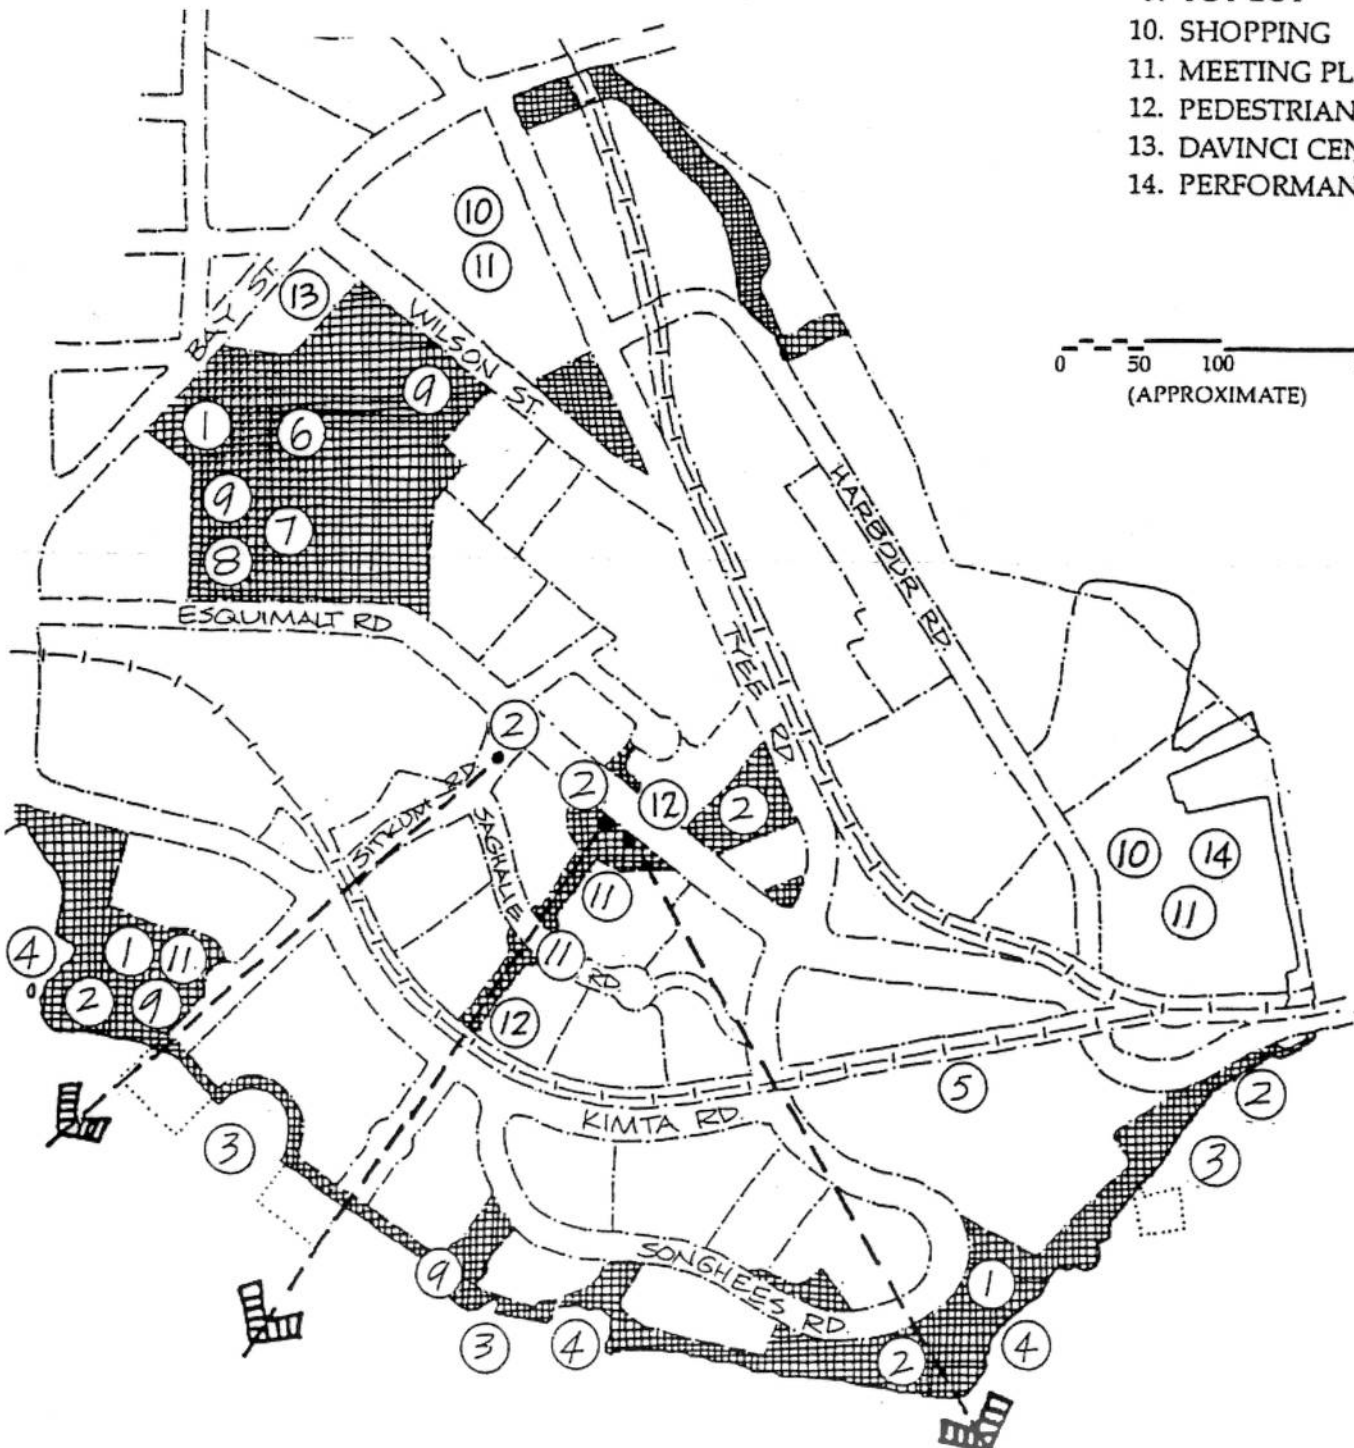 10. SHOPPING
11. MEETING PL
12. PEDESTRIAN
13. DAVINCI CEN
14. PERFORMAN
10
11
13
BAY ST.
WILSON ST.
9
0 50 100
(APPROXIMATE)
1
6
9
7
8
HARBOUR RD.
ESQUIMALT RD
TYEE RD
2
2
12
2
SITKUM RD
SAGHALIE RD
10
14
11
11
4
1
11
11
2
9
12
5
2
KIMTA RD.
3
3
9
SONGHEES RD.
1
3
4
2
4